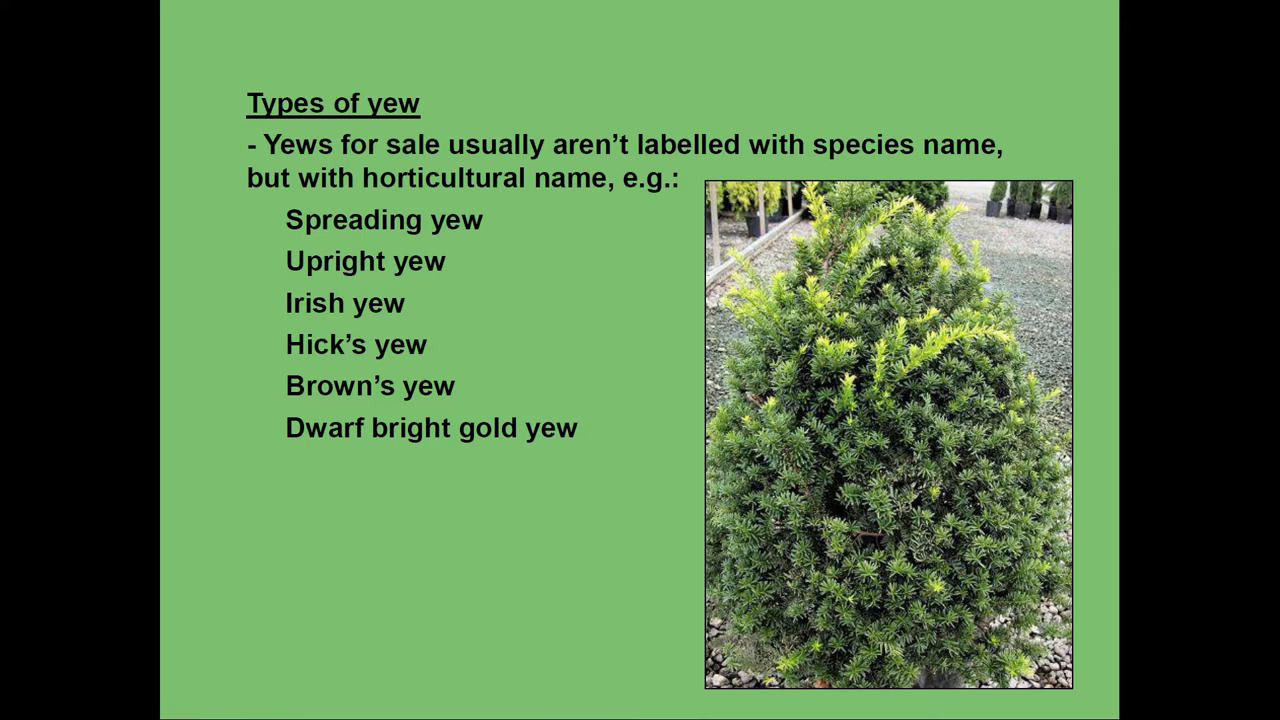 Types of yew
- Yews for sale usually aren’t labelled with species name,
but with horticultural name, e.g.:
Spreading yew
Upright yew
Irish yew
Hick’s yew
Brown’s yew
Dwarf bright gold yew